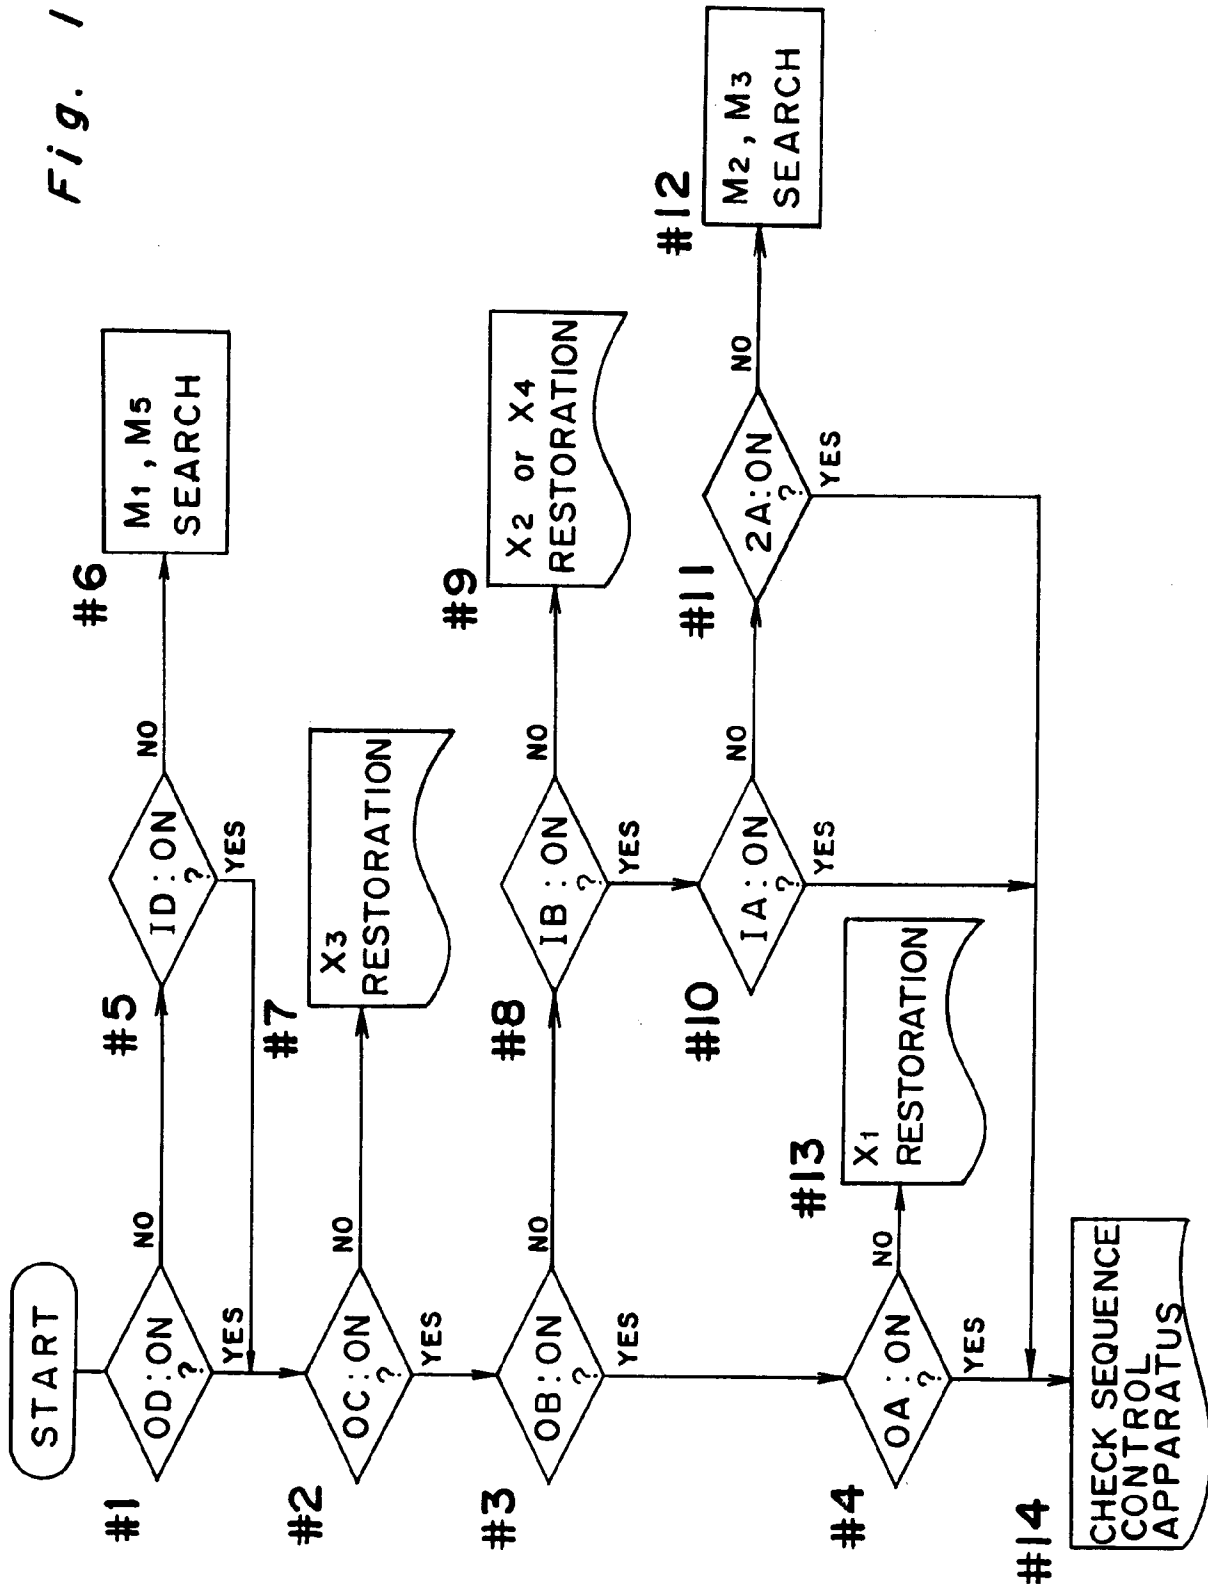 Fig. 1
START
#1
OD:ON
?
NO
YES
#5
ID:ON
?
NO
YES
#6
M1, M5
SEARCH
#2
OC:ON
?
NO
YES
#7
X3
RESTORATION
#3
OB:ON
?
NO
YES
#8
IB:ON
?
NO
YES
#9
X2 or X4
RESTORATION
#10
IA:ON
?
NO
YES
#11
2A:ON
?
NO
YES
#12
M2, M3
SEARCH
#4
OA:ON
?
NO
YES
#13
X1
RESTORATION
#14
CHECK SEQUENCE
CONTROL
APPARATUS